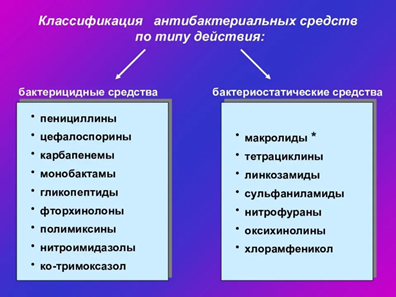 Классификация антибактериальных средств
по типу действия:
бактерицидные средства
• пенициллины
• цефалоспорины
• карбапенемы
• монобактамы
• гликопептиды
• фторхинолоны
• полимиксины
• нитроимидазолы
• ко-тримоксазол
бактериостатические средства
• макролиды *
• тетрациклины
• линкозамиды
• сульфаниламиды
• нитрофураны
• оксихинолины
• хлорамфеникол